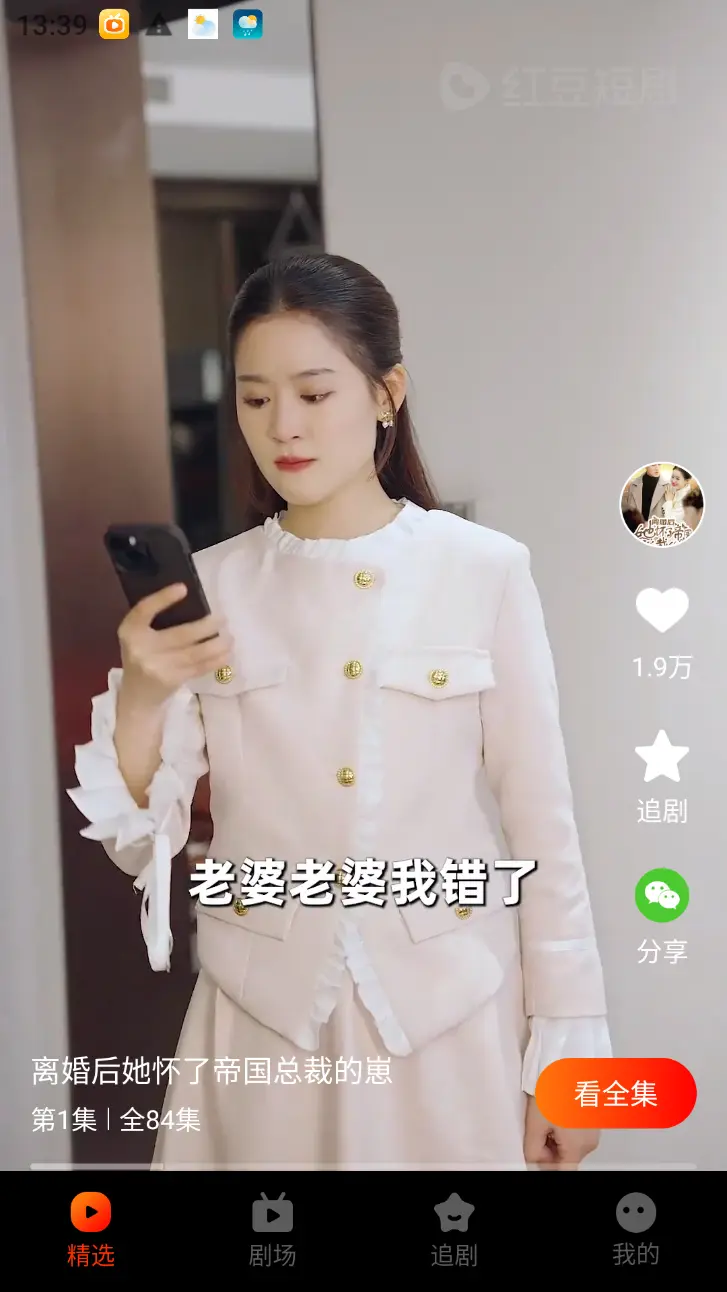 13:39
红豆短剧
1.9万
追剧
老婆老婆我错了
分享
离婚后她怀了帝国总裁的崽
第1集 | 全84集
看全集
精选
剧场
追剧
我的